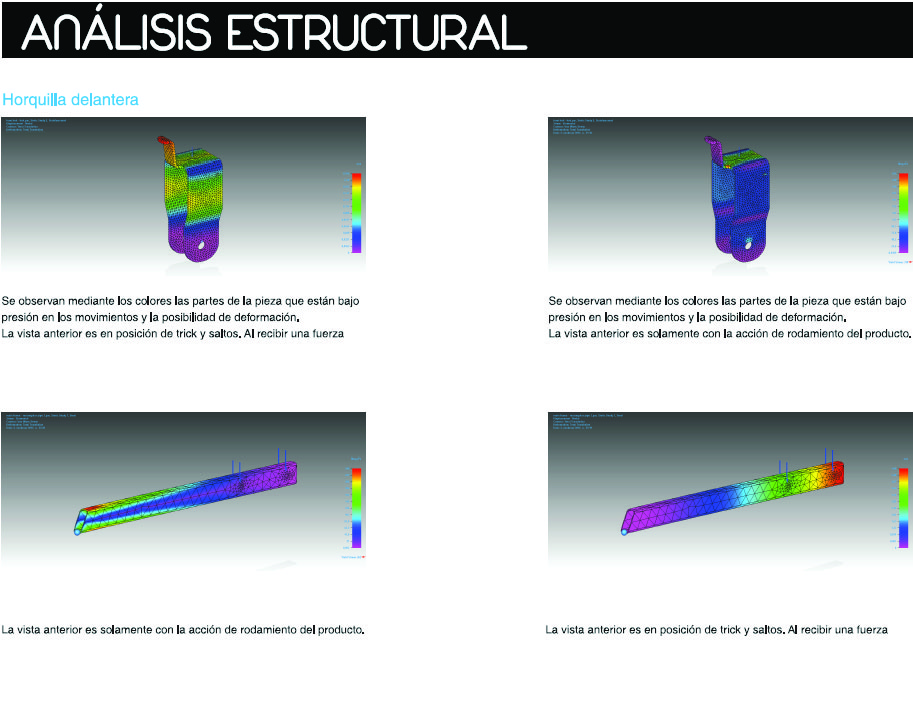 ANÁLISIS ESTRUCTURAL
Horquilla delantera
Se observan mediante los colores las partes de la pieza que están bajo
presión en los movimientos y la posibilidad de deformación.
La vista anterior es en posición de trick y saltos. Al recibir una fuerza
Se observan mediante los colores las partes de la pieza que están bajo
presión en los movimientos y la posibilidad de deformación.
La vista anterior es solamente con la acción de rodamiento del producto.
La vista anterior es solamente con la acción de rodamiento del producto.
La vista anterior es en posición de trick y saltos. Al recibir una fuerza